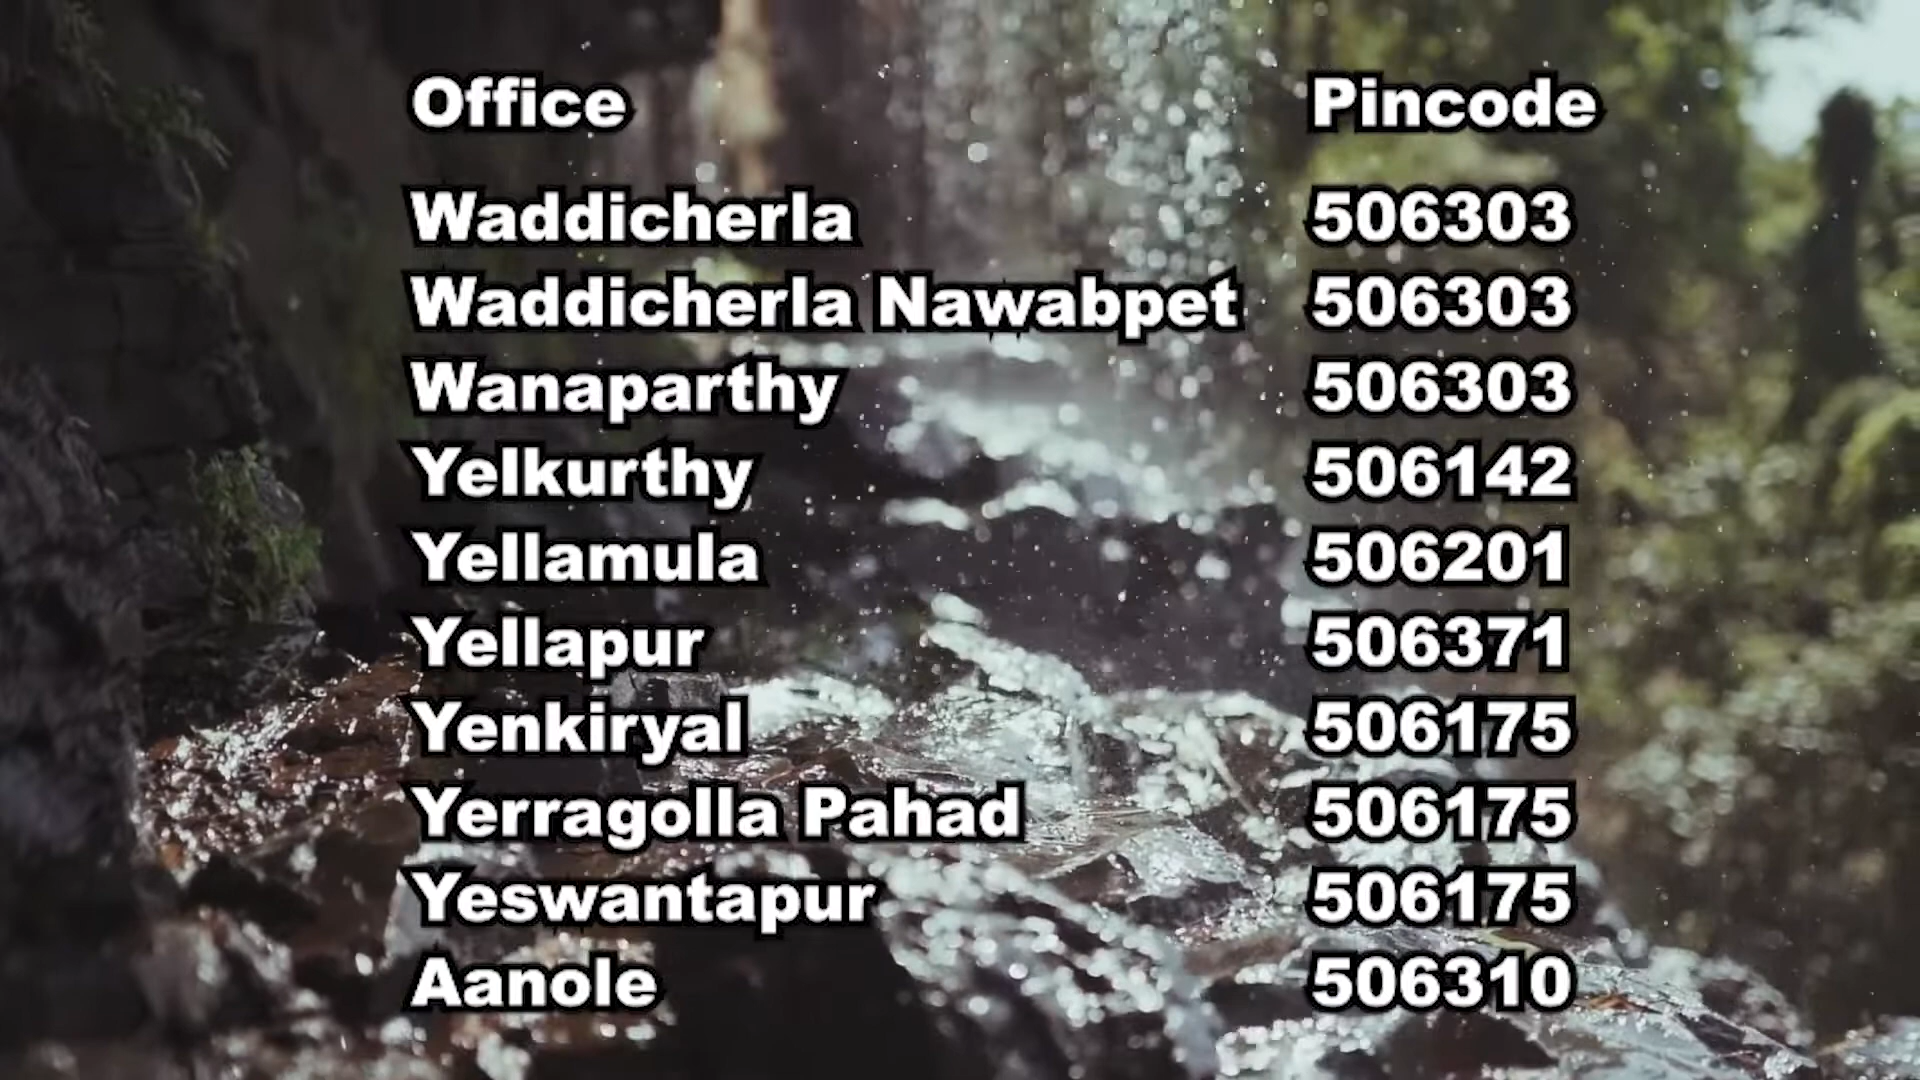 Office Pincode
Waddicherla 506303
Waddicherla Nawabpet 506303
Wanaparthy 506303
Yelkurthy 506142
Yellamula 506201
Yellapur 506371
Yenkiryal 506175
Yerragolla Pahad 506175
Yeswantapur 506175
Aanole 506310